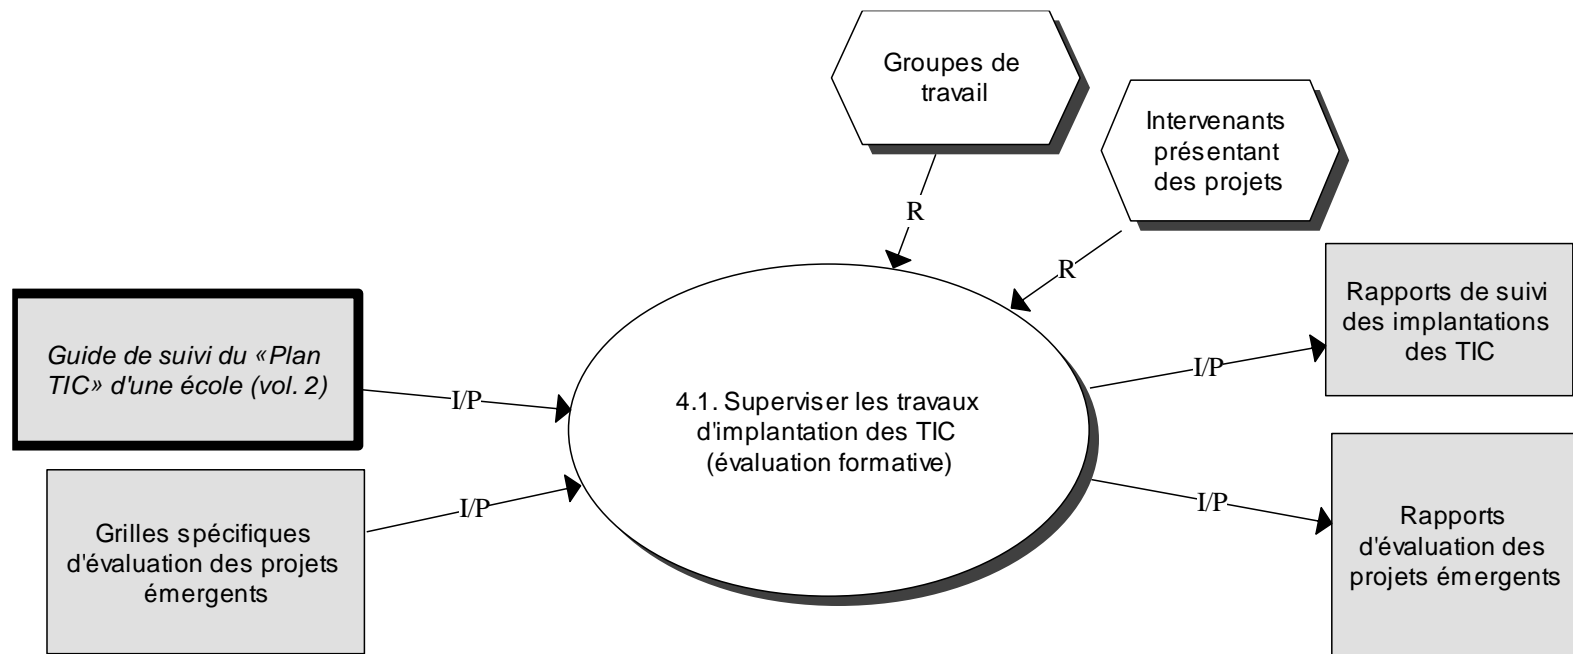 Groupes de
travail
R
Intervenants
présentant
des projets
R
Guide de suivi du «Plan
TIC» d'une école (vol. 2)
I/P
Grilles spécifiques
d'évaluation des projets
émergents
I/P
4.1. Superviser les travaux
d'implantation des TIC
(évaluation formative)
I/P
Rapports de suivi
des implantations
des TIC
I/P
Rapports
d'évaluation des
projets émergents